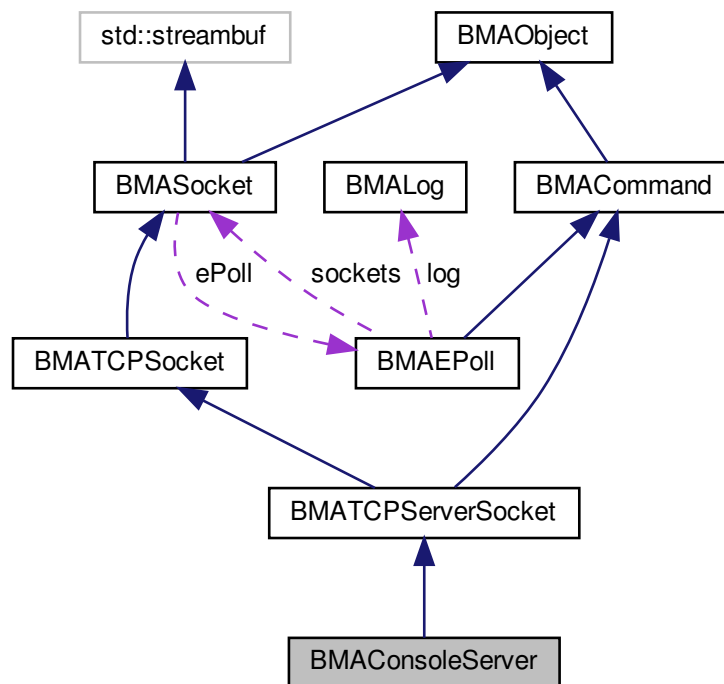 std::streambuf
BMAObject
BMASocket
BMALog
BMACommand
ePoll
sockets
log
BMATCPSocket
BMAEPoll
BMATCPServerSocket
BMAConsoleServer